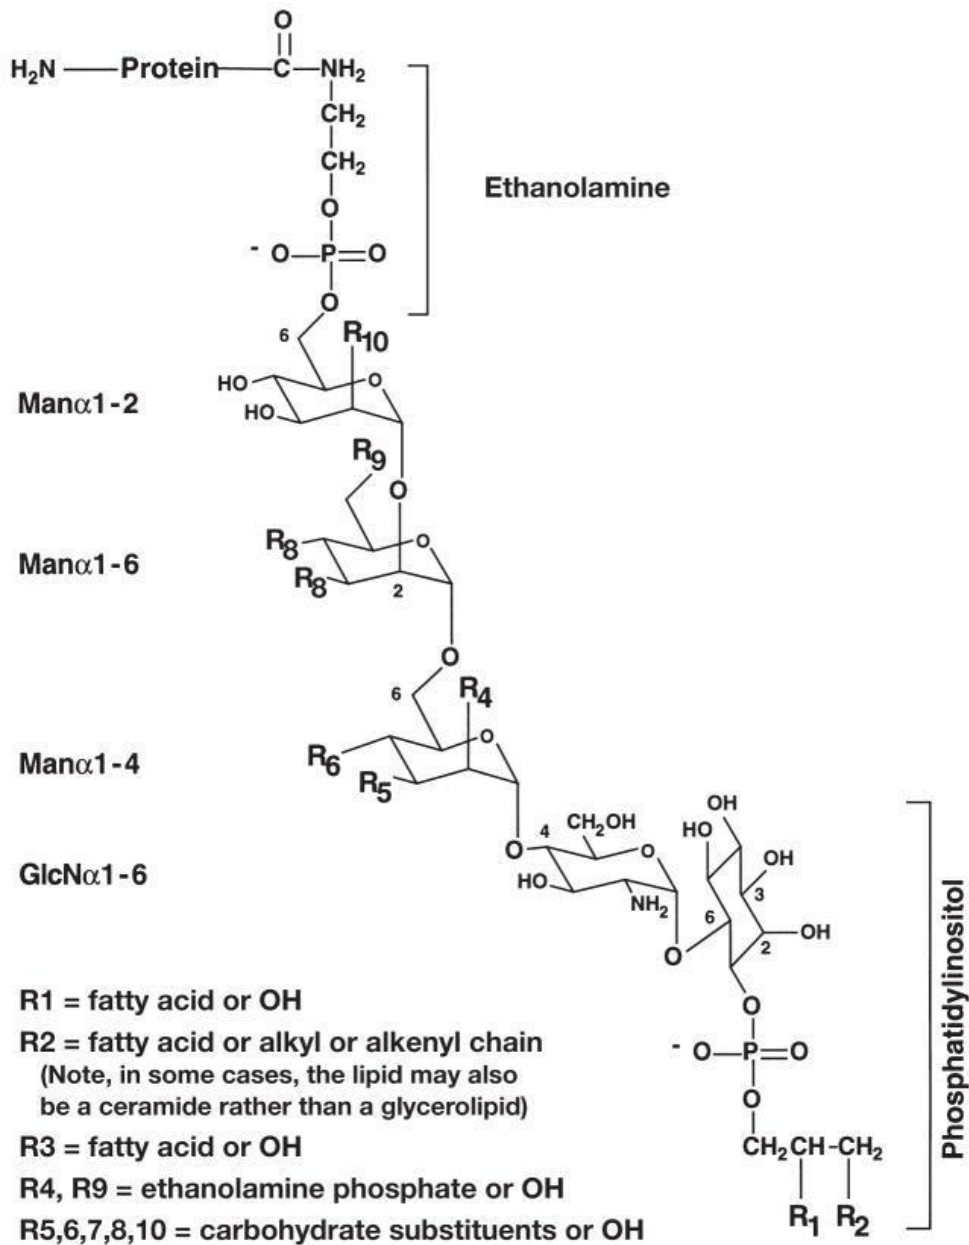 O
H₂N Protein C NH₂
CH₂
CH₂
Ethanolamine
O
- O P O
O
6 R10
O
HO
Manα1-2
HO
R9
O
O
R8
Manα1-6
R8
2
O
6 R4
O
R6
Manα1-4
R5
OH
CH₂OH HO
4
O
O
OH
GlcNα1-6
HO
3
NH₂
6
2 OH
O
R1 = fatty acid or OH
O
R2 = fatty acid or alkyl or alkenyl chain
- O P O
(Note, in some cases, the lipid may also
be a ceramide rather than a glycerolipid)
O
R3 = fatty acid or OH
CH₂CH-CH₂
R4, R9 = ethanolamine phosphate or OH
R1 R2
R5,6,7,8,10 = carbohydrate substituents or OH
Phosphatidylinositol